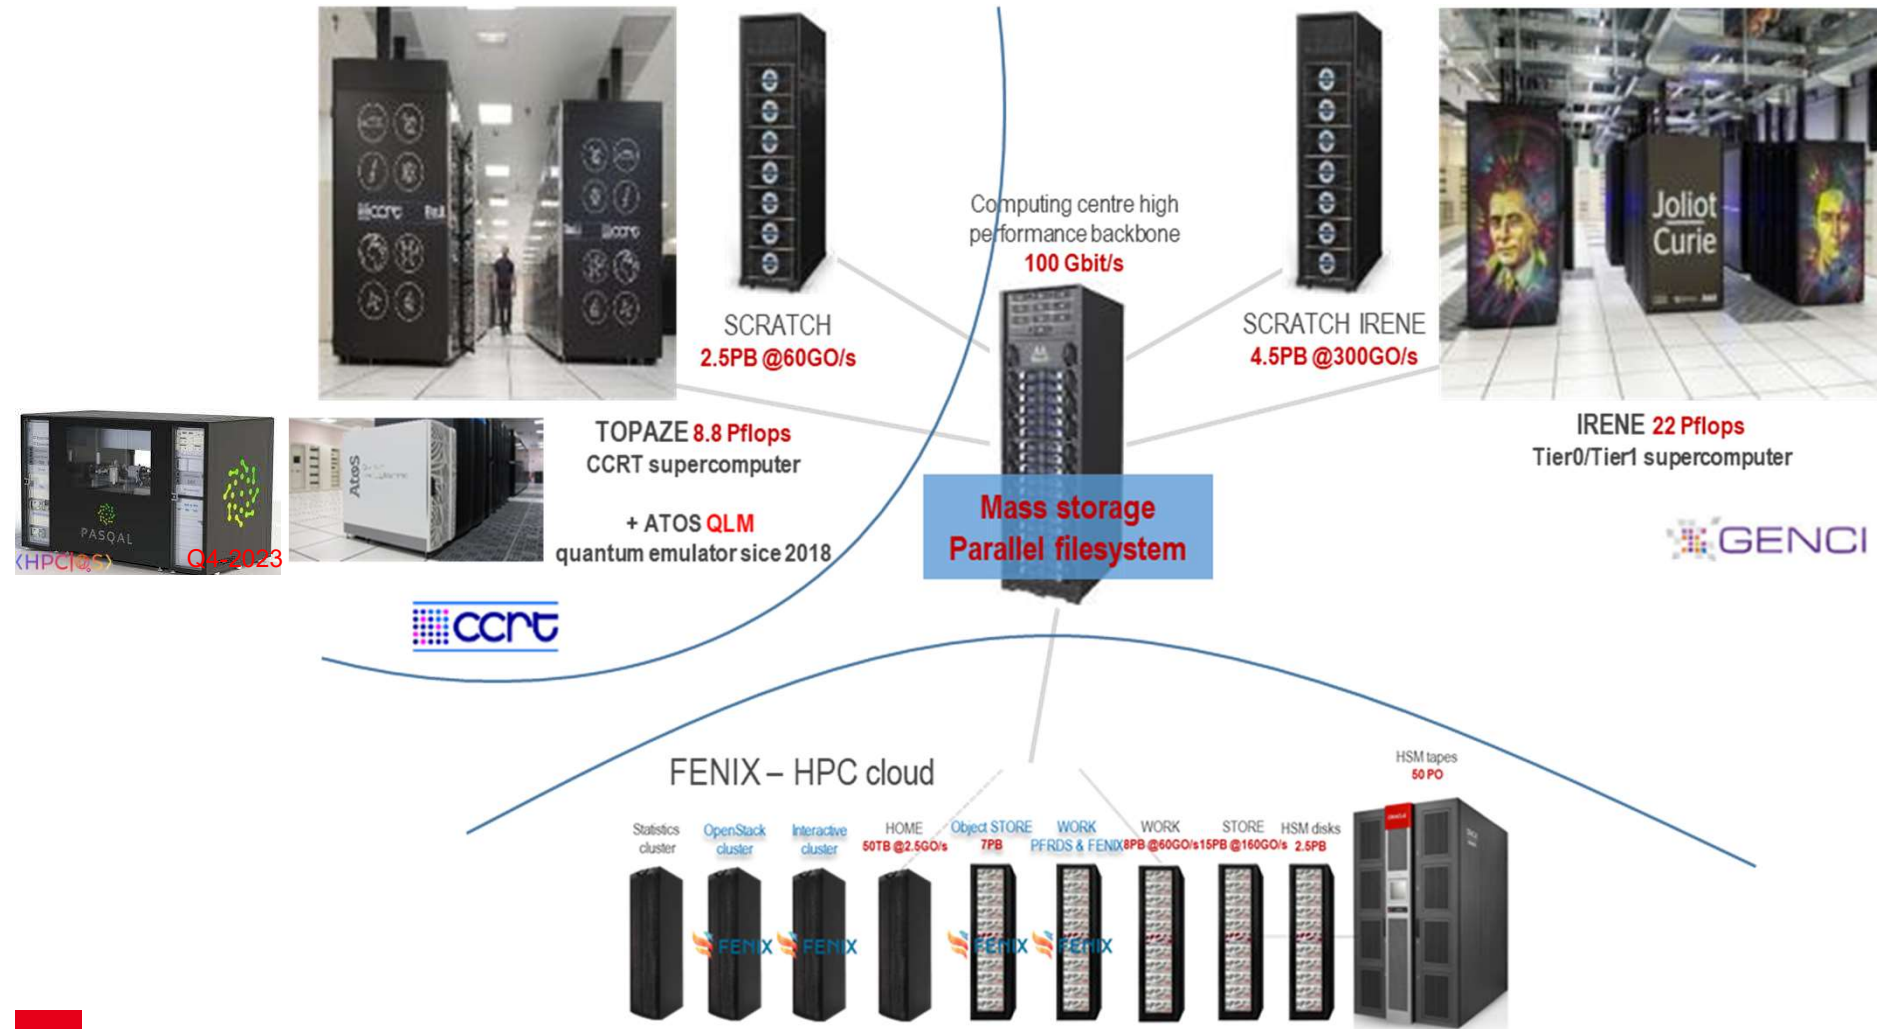 Computing centre high
performance backbone
100 Gbit/s
SCRATCH
2.5PB @60GO/s
SCRATCH IRENE
4.5PB @300GO/s
Joliot
Curie
ccrt
ccrt
TOPAZE 8.8 Pflops
CCRT supercomputer
+ ATOS QLM
quantum emulator sice 2018
IRENE 22 Pflops
Tier0/Tier1 supercomputer
Atos
PASQAL
⟨HPC|QS⟩
Q4-2023
Mass storage
Parallel filesystem
GENCI
ccrt
FENIX – HPC cloud
HSM tapes
50 PO
Statistics
cluster
OpenStack
cluster
Interactive
cluster
HOME
50TB @2.5GO/s
Object STORE
7PB
WORK
PFRDS & FENIX
WORK
8PB @60GO/s
STORE
15PB @160GO/s
HSM disks
2.5PB
FENIX
FENIX
FENIX
FENIX